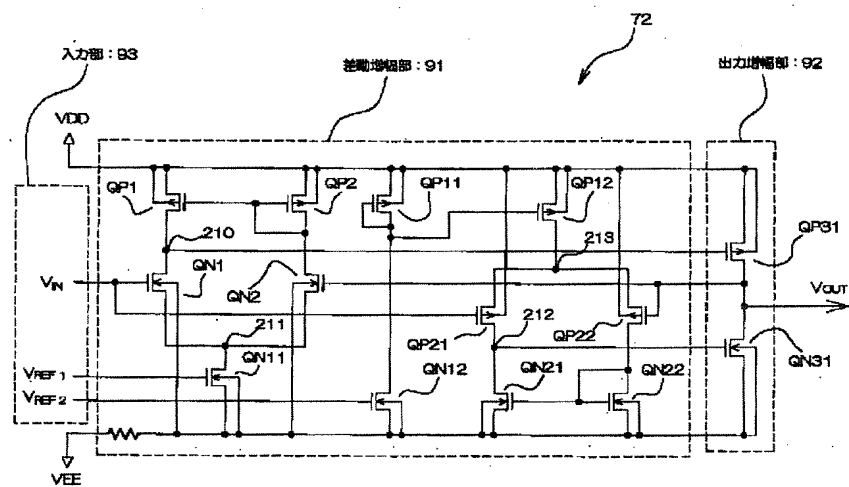 72
入力部：93
差動増幅部：91
出力増幅部：92
VDD
QP1
QP2
QP11
QP12
210
213
QP31
VIN
QN1
QN2
VOUT
211
QP21
212
QP22
QN31
VREF1
QN11
QN12
QN21
QN22
VREF2
VEE